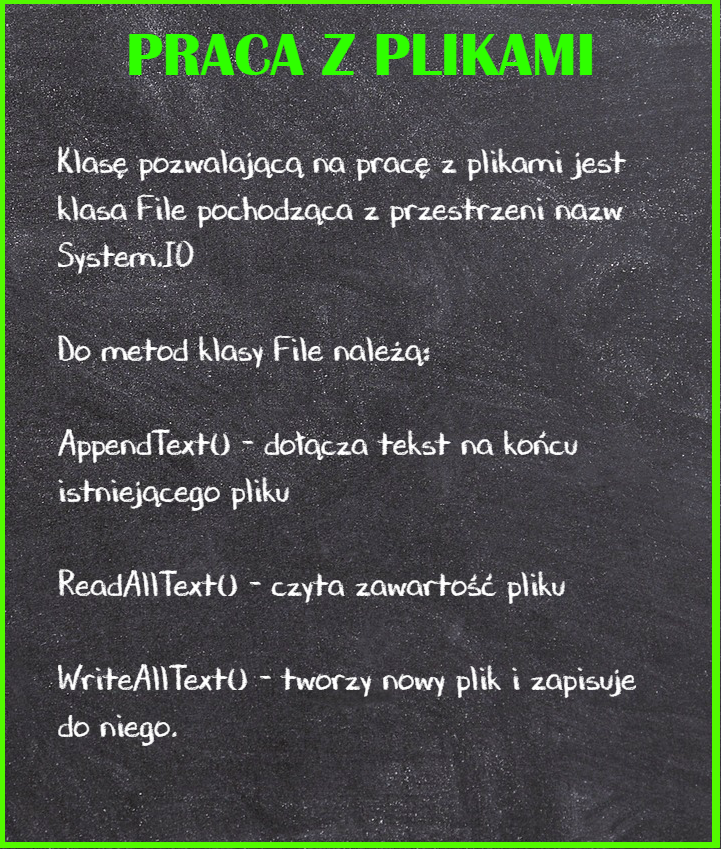 PRACA Z PLIKAMI
Klasę pozwalającą na pracę z plikami jest
klasa File pochodząca z przestrzeni nazw
System.IO
Do metod klasy File należą:
AppendText() - dołącza tekst na końcu
istniejącego pliku
ReadAllText() - czyta zawartość pliku
WriteAllText() - tworzy nowy plik i zapisuje
do niego.